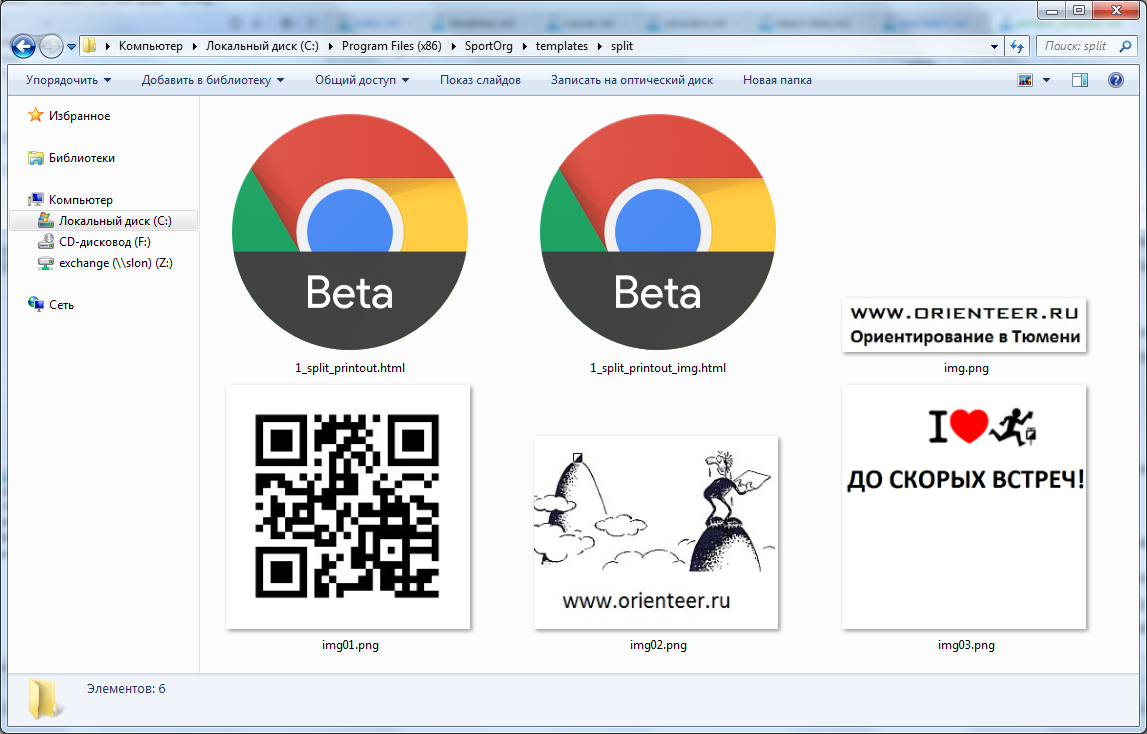 Компьютер Локальный диск (C:) Program Files (x86) SportOrg templates split
Поиск: split
Упорядочить Добавить в библиотеку Общий доступ Показ слайдов Записать на оптический диск Новая папка
Избранное
Библиотеки
Компьютер
Локальный диск (C:)
CD-дисковод (F:)
exchange (\\slon) (Z:)
Сеть
Beta
1_split_printout.html
Beta
1_split_printout_img.html
WWW.ORIENTEER.RU
Ориентирование в Тюмени
img.png
img01.png
www.orienteer.ru
img02.png
I
ДО СКОРЫХ ВСТРЕЧ!
img03.png
Элементов: 6